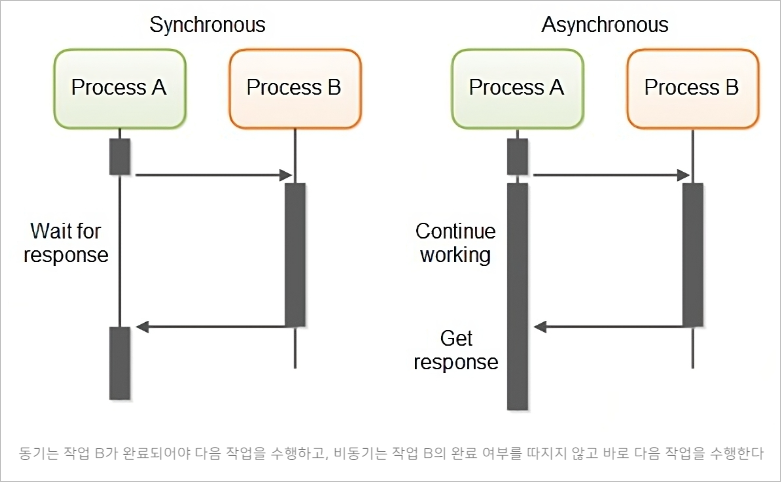 Synchronous
Process A
Process B
Wait for
response
Asynchronous
Process A
Process B
Continue
working
Get
response
동기는 작업 B가 완료되어야 다음 작업을 수행하고, 비동기는 작업 B의 완료 여부를 따지지 않고 바로 다음 작업을 수행한다